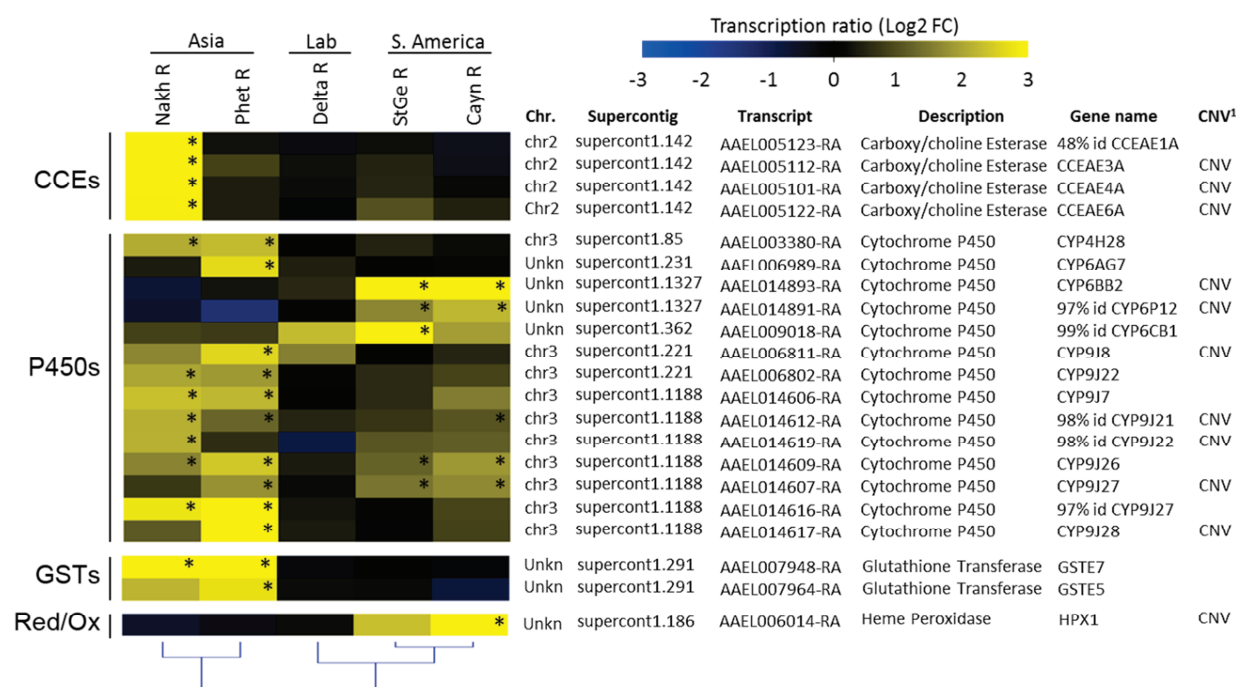 Transcription ratio (Log2 FC)
-3 -2 -1 0 1 2 3
Asia Lab S. America
Nakh R Phet R Delta R StGe R Cayn R
Chr. Supercontig Transcript Description Gene name CNV1
CCEs
* chr2 supercont1.142 AAEL005123-RA Carboxy/choline Esterase 48% id CCEAE1A
* chr2 supercont1.142 AAEL005112-RA Carboxy/choline Esterase CCEAE3A CNV
* chr2 supercont1.142 AAEL005101-RA Carboxy/choline Esterase CCEAE4A CNV
* Chr2 supercont1.142 AAEL005122-RA Carboxy/choline Esterase CCEAE6A CNV
P450s
* * chr3 supercont1.85 AAEL003380-RA Cytochrome P450 CYP4H28
* Unkn supercont1.231 AAEL006989-RA Cytochrome P450 CYP6AG7
* * Unkn supercont1.1327 AAEL014893-RA Cytochrome P450 CYP6BB2 CNV
* * Unkn supercont1.1327 AAEL014891-RA Cytochrome P450 97% id CYP6P12 CNV
* Unkn supercont1.362 AAEL009018-RA Cytochrome P450 99% id CYP6CB1
* chr3 supercont1.221 AAEL006811-RA Cytochrome P450 CYP9J8 CNV
* * chr3 supercont1.221 AAEL006802-RA Cytochrome P450 CYP9J22
* * chr3 supercont1.1188 AAEL014606-RA Cytochrome P450 CYP9J7
* * * chr3 supercont1.1188 AAEL014612-RA Cytochrome P450 98% id CYP9J21 CNV
* chr3 supercont1.1188 AAEL014619-RA Cytochrome P450 98% id CYP9J22 CNV
* * * * chr3 supercont1.1188 AAEL014609-RA Cytochrome P450 CYP9J26
* * * chr3 supercont1.1188 AAEL014607-RA Cytochrome P450 CYP9J27 CNV
* * chr3 supercont1.1188 AAEL014616-RA Cytochrome P450 97% id CYP9J27
* chr3 supercont1.1188 AAEL014617-RA Cytochrome P450 CYP9J28 CNV
GSTs
* * Unkn supercont1.291 AAEL007948-RA Glutathione Transferase GSTE7
* Unkn supercont1.291 AAEL007964-RA Glutathione Transferase GSTE5
Red/Ox
* Unkn supercont1.186 AAEL006014-RA Heme Peroxidase HPX1 CNV